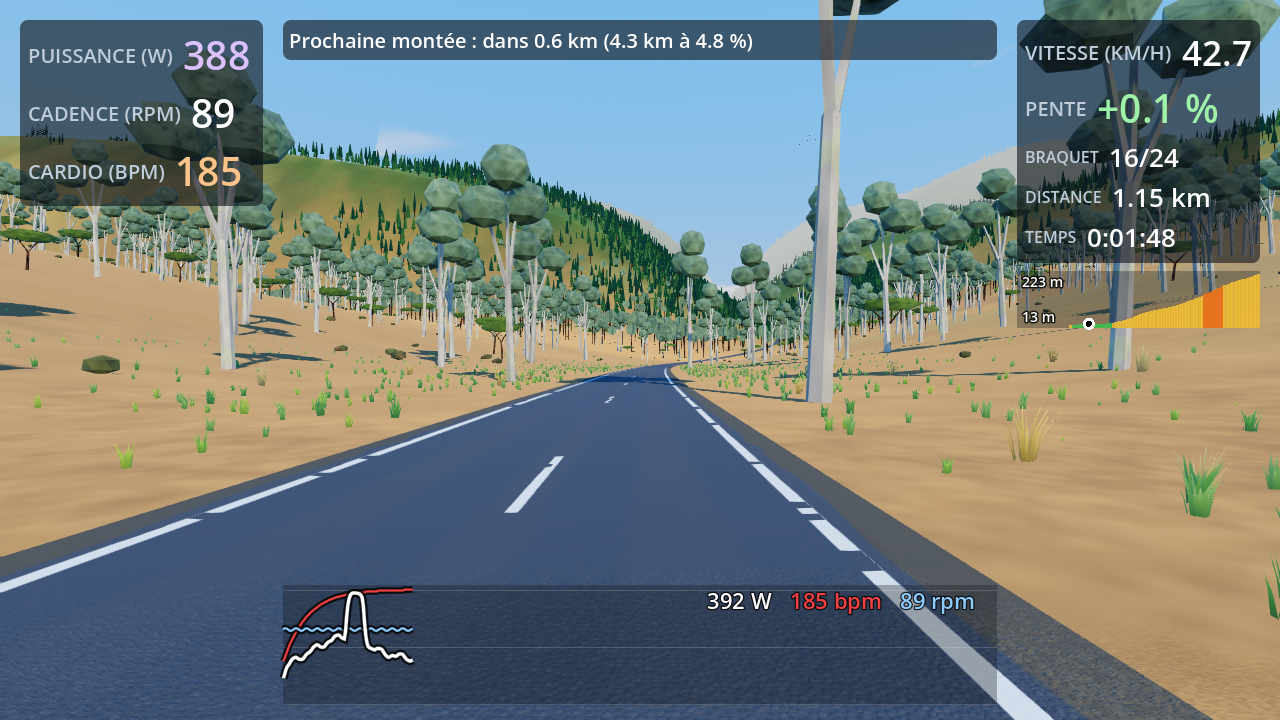 PUISSANCE (W) 388
CADENCE (RPM) 89
CARDIO (BPM) 185
Prochaine montée : dans 0.6 km (4.3 km à 4.8 %)
VITESSE (KM/H) 42.7
PENTE +0.1 %
BRAQUET 16/24
DISTANCE 1.15 km
TEMPS 0:01:48
223 m
13 m
392 W 185 bpm 89 rpm